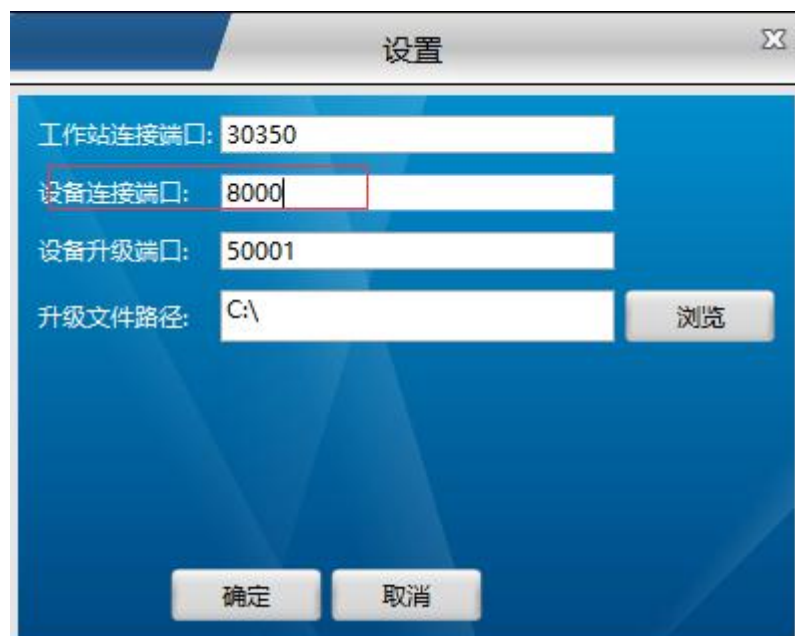 设置
工作站连接端口: 30350
设备连接端口: 8000
设备升级端口: 50001
升级文件路径: C:\ 浏览
确定 取消